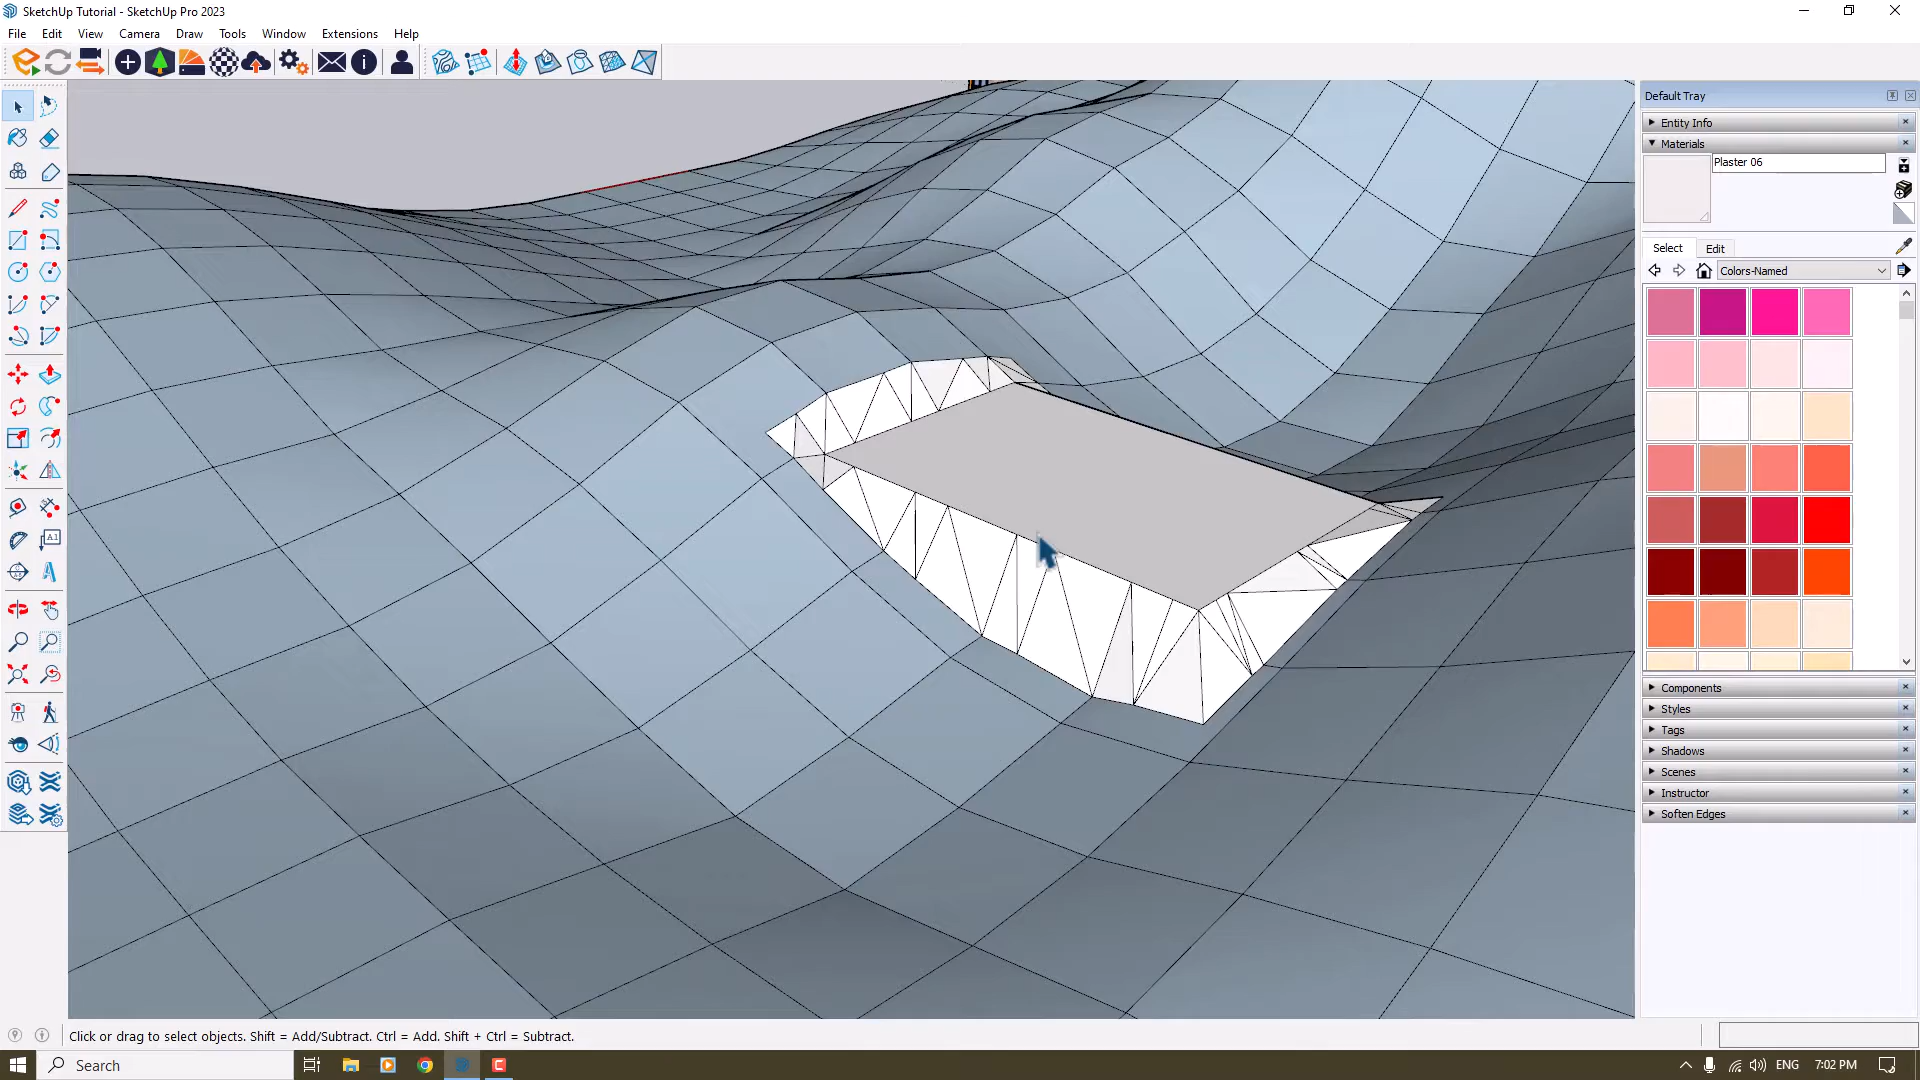 SketchUp Tutorial - SketchUp Pro 2023
File Edit View Camera Draw Tools Window Extensions Help
Default Tray
Entity Info
Materials
Plaster 06
Select Edit
Colors-Named
Components
Styles
Tags
Shadows
Scenes
Instructor
Soften Edges
Click or drag to select objects. Shift = Add/Subtract. Ctrl = Add. Shift + Ctrl = Subtract.
Search
ENG 7:02 PM